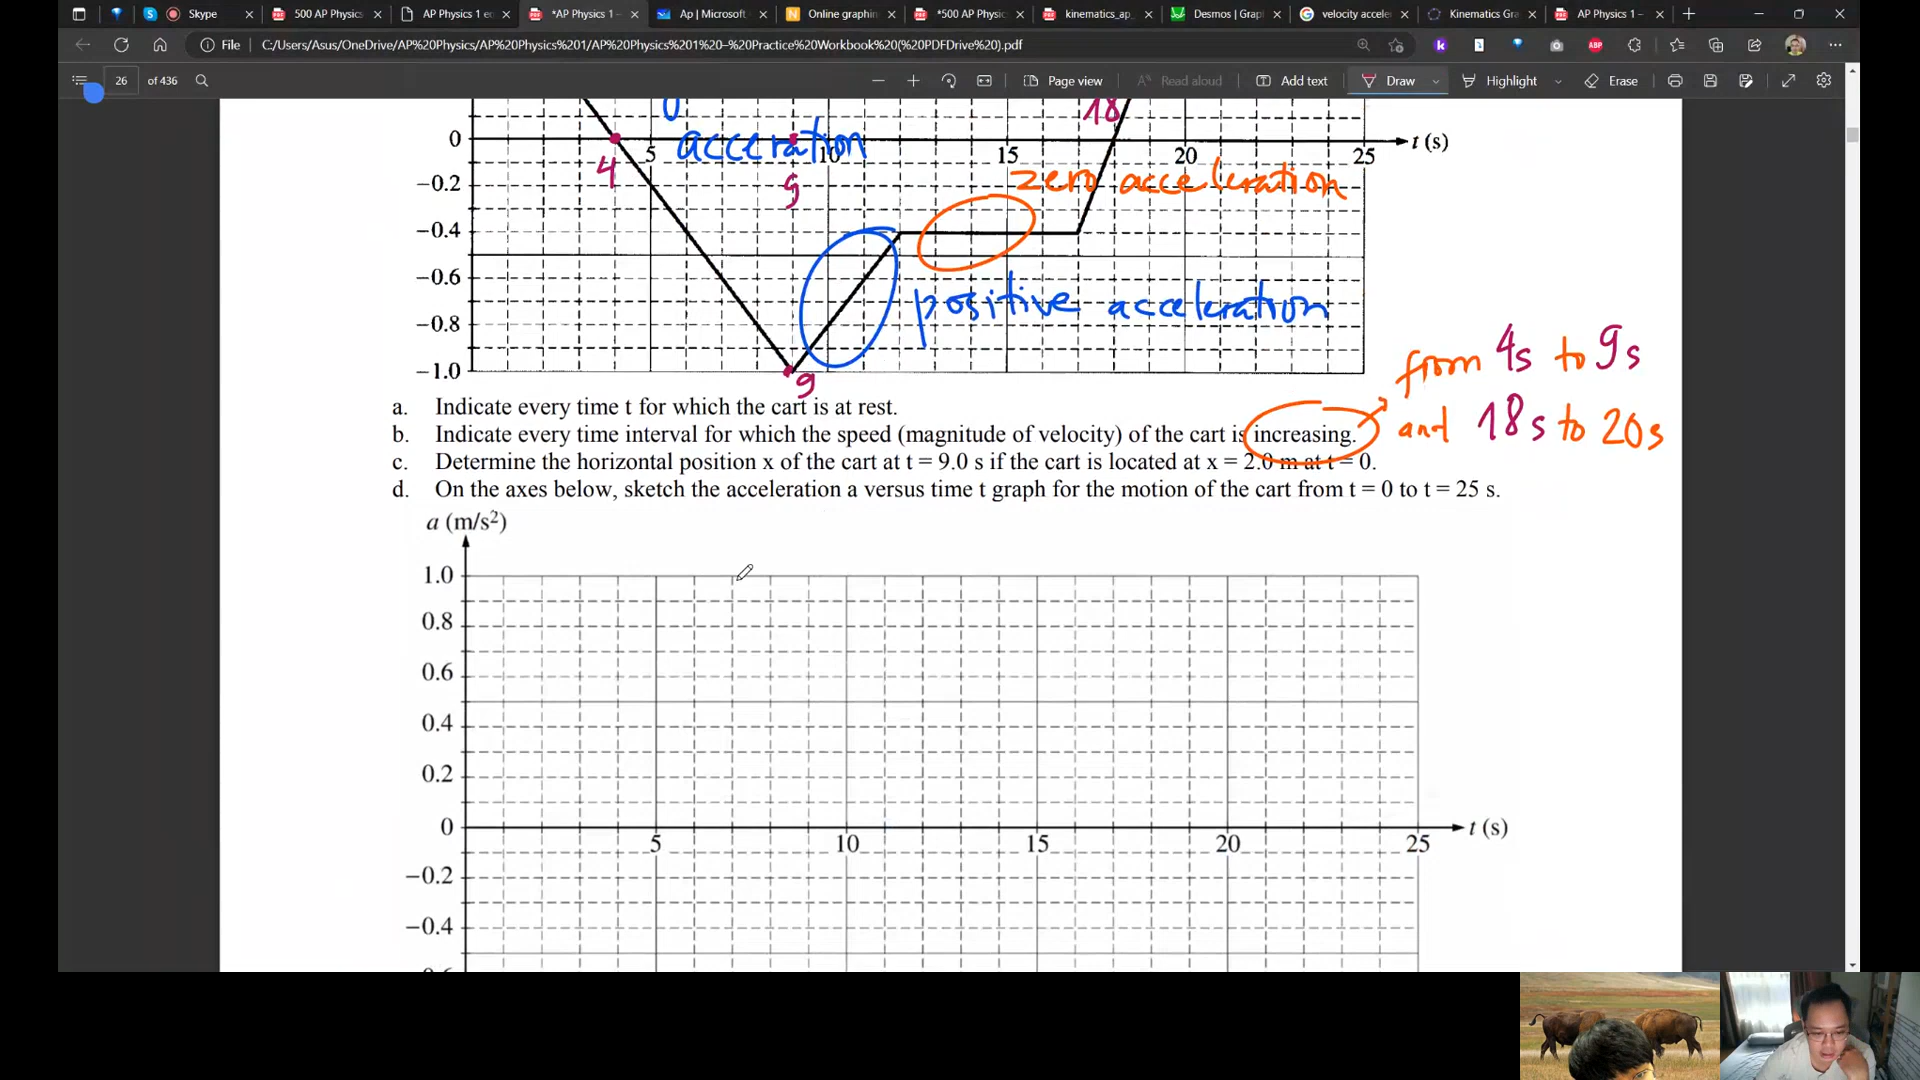 Skype
500 AP Physics
AP Physics 1 eq
*AP Physics 1 –
Ap | Microsoft
Online graphing
*500 AP Physic
kinematics_ap_
Desmos | Grap
velocity acceler
Kinematics Gra
AP Physics 1 –
File C:/Users/Asus/OneDrive/AP%20Physics/AP%20Physics%201/AP%20Physics%201%20–%20Practice%20Workbook%20(%20PDFDrive%20).pdf
26 of 436
Page view
Read aloud
Add text
Draw
Highlight
Erase
0 18
0 acceration t (s)
4 5 10 15 20 25
−0.2 9 zero acceleration
−0.4
−0.6
positive acceleration
−0.8
−1.0 9
from 4s to 9s
and 18s to 20s
a. Indicate every time t for which the cart is at rest.
b. Indicate every time interval for which the speed (magnitude of velocity) of the cart is increasing.
c. Determine the horizontal position x of the cart at t = 9.0 s if the cart is located at x = 2.0 m at t = 0.
d. On the axes below, sketch the acceleration a versus time t graph for the motion of the cart from t = 0 to t = 25 s.
a (m/s²)
1.0
0.8
0.6
0.4
0.2
0 t (s)
5 10 15 20 25
−0.2
−0.4